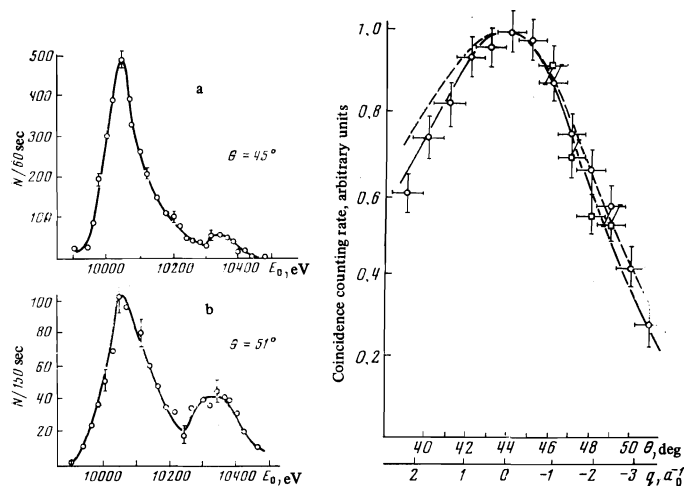 500
400
300
200
100
N/60 sec
a
θ = 45°
10000 10200 10400 E₀, eV
100
80
60
40
20
N/150 sec
b
θ = 51°
10000 10200 10400 E₀, eV
1.0
0.8
0.6
0.4
0.2
Coincidence counting rate, arbitrary units
40 42 44 46 48 50 θ, deg
2 1 0 -1 -2 -3 q, a₀⁻¹